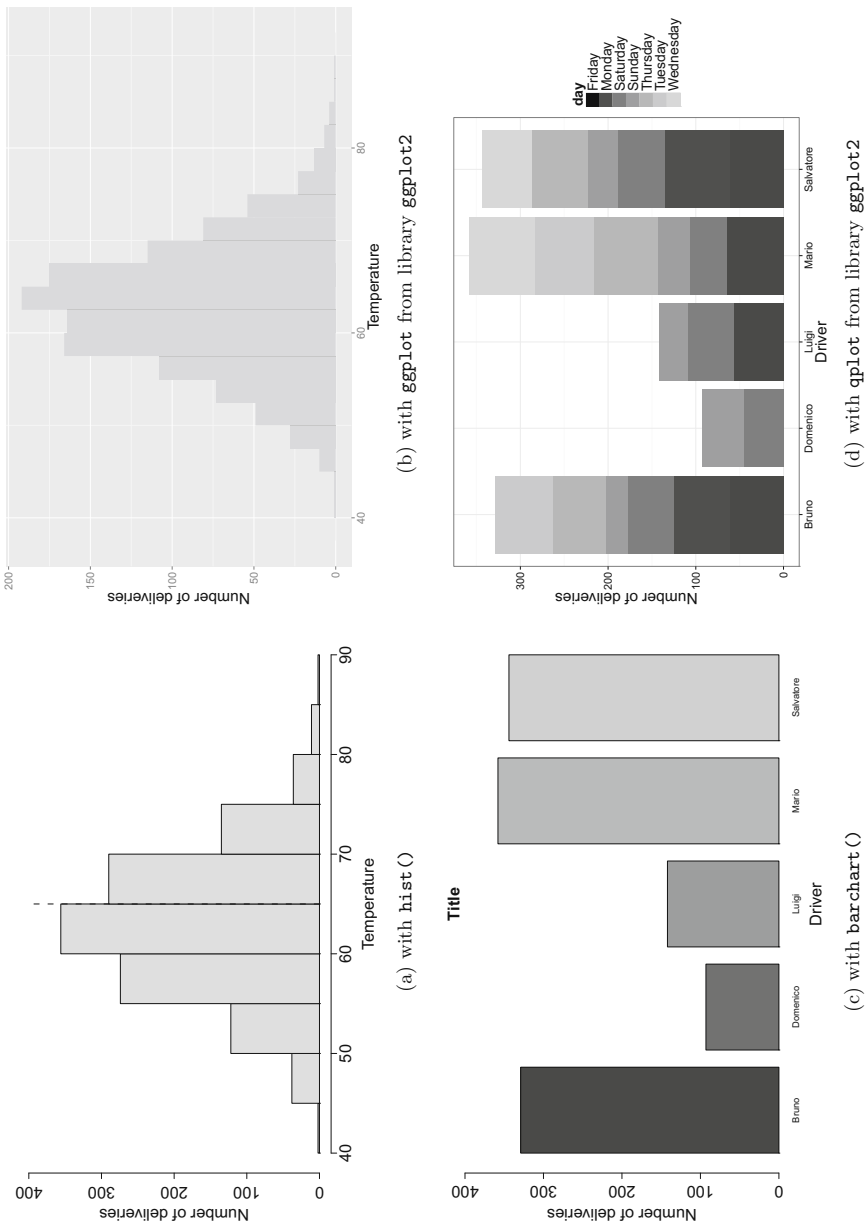 400
300
200
100
0
Number of deliveries
40
50
60
70
80
90
Temperature
(a) with hist()
200
150
100
50
0
Number of deliveries
40
60
80
Temperature
(b) with ggplot from library ggplot2
Title
400
300
200
100
0
Number of deliveries
Bruno
Domenico
Luigi
Mario
Salvatore
Driver
(c) with barchart()
300
200
100
0
Number of deliveries
Bruno
Domenico
Luigi
Mario
Salvatore
Driver
day
Friday
Monday
Saturday
Sunday
Thursday
Tuesday
Wednesday
(d) with qplot from library ggplot2